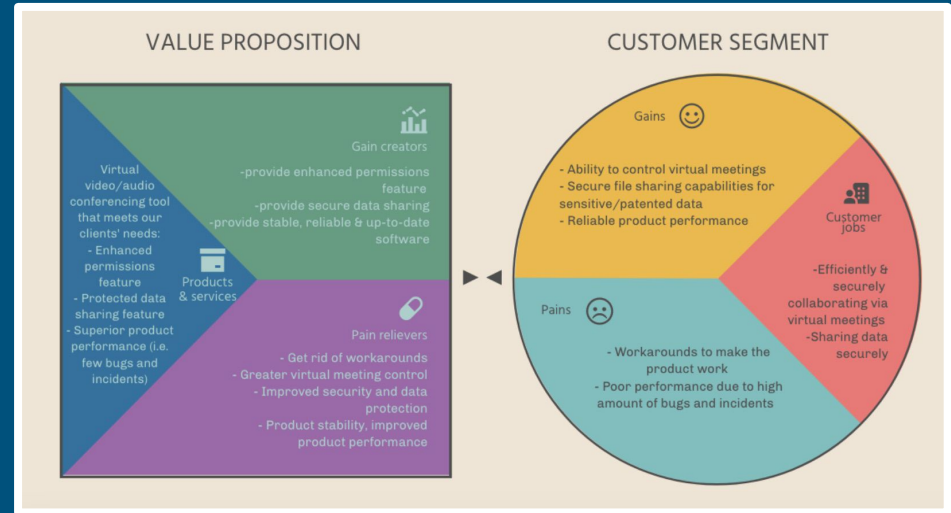 VALUE PROPOSITION
CUSTOMER SEGMENT
Gain creators
-provide enhanced permissions
feature
-provide secure data sharing
-provide stable, reliable & up-to-date
software
Virtual
video/audio
conferencing tool
that meets our
clients' needs:
- Enhanced
permissions
feature
- Protected data
sharing feature
- Superior product
performance (i.e.
few bugs and
incidents)
Products
& services
Pain relievers
- Get rid of workarounds
- Greater virtual meeting control
- Improved security and data
protection
- Product stability, improved
product performance
Gains
- Ability to control virtual meetings
- Secure file sharing capabilities for
sensitive/patented data
- Reliable product performance
Customer
jobs
-Efficiently &
securely
collaborating via
virtual meetings
-Sharing data
securely
Pains
- Workarounds to make the
product work
- Poor performance due to high
amount of bugs and incidents